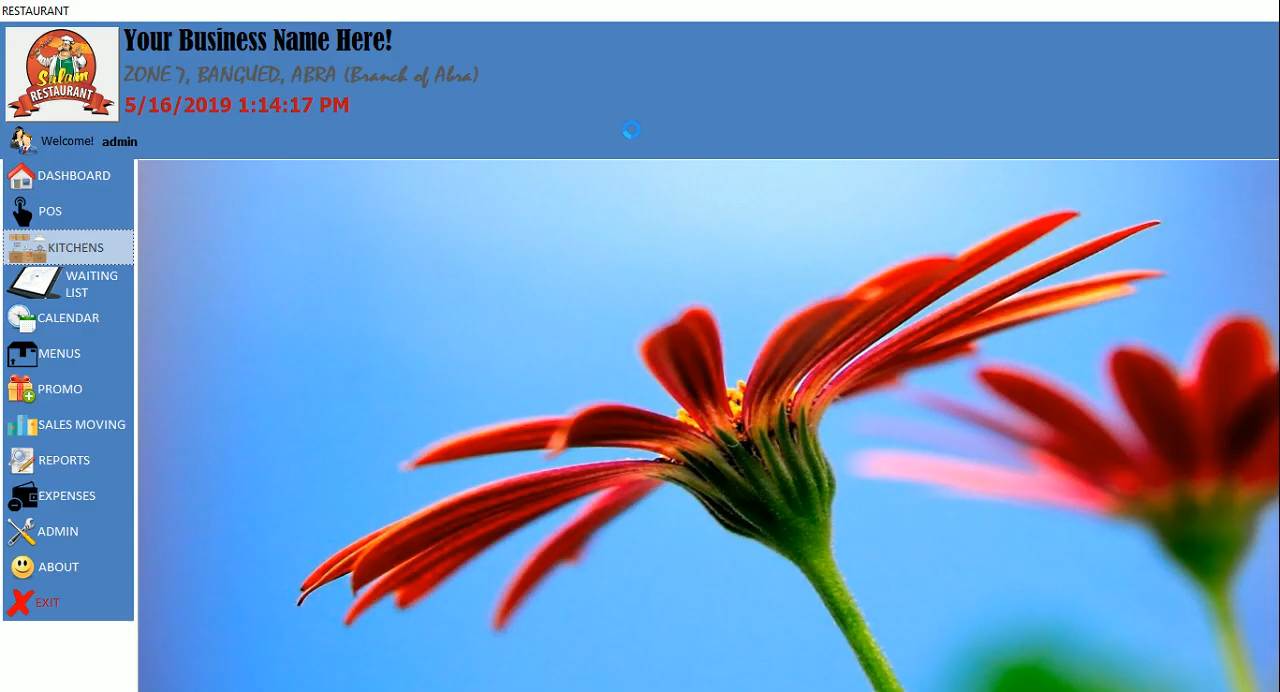 RESTAURANT
Your Business Name Here!
ZONE 7, BANGUED, ABRA (Branch of Abra)
5/16/2019 1:14:17 PM
Salam
RESTAURANT
Welcome! admin
DASHBOARD
POS
KITCHENS
WAITING
LIST
CALENDAR
MENUS
PROMO
SALES MOVING
REPORTS
EXPENSES
ADMIN
ABOUT
EXIT